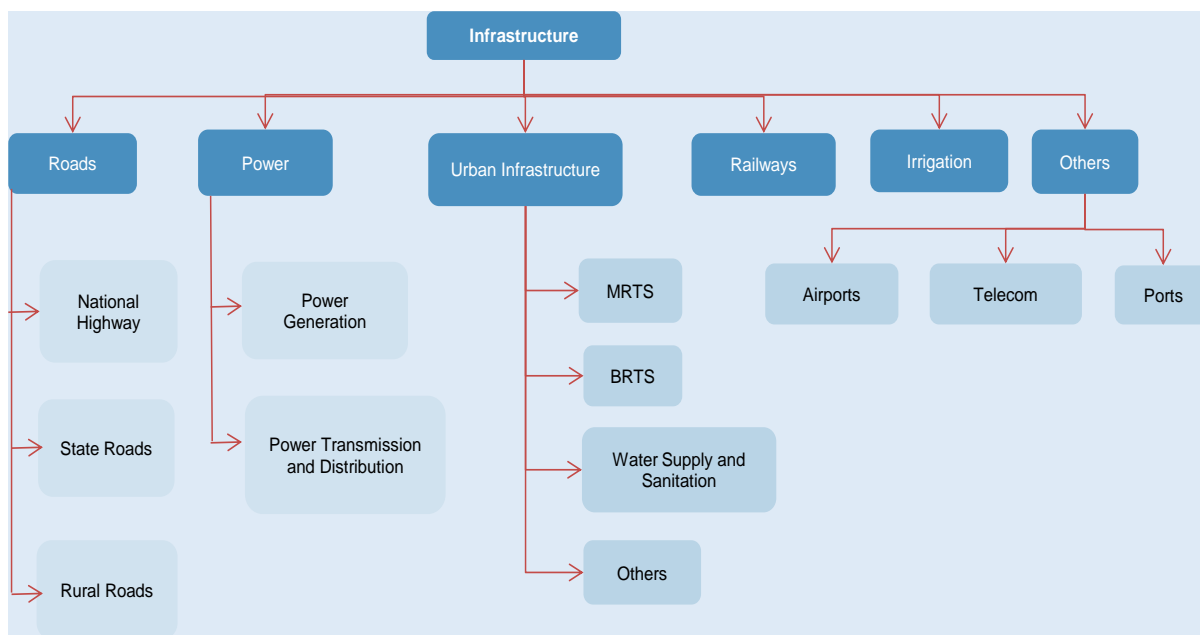 Infrastructure
Roads
Power
Urban Infrastructure
Railways
Irrigation
Others
National
Highway
State Roads
Rural Roads
Power
Generation
Power Transmission
and Distribution
MRTS
BRTS
Water Supply and
Sanitation
Others
Airports
Telecom
Ports